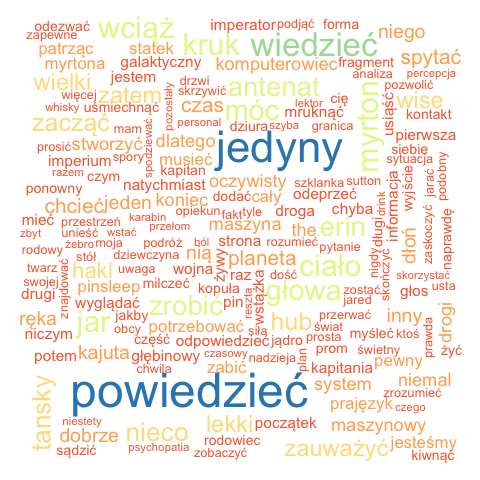 odezwać wciąż imperator podjąć forma
zapewne kruk wiedzieć niego
patrząc statek
myrtona galaktyczny komputerowiec fragment spytać
wielki jestem drzwi antenat analiza percepcja
więcej skrzywić cię pozwolić
whisky uśmiechnąć pozostały czas móc lektor myrton usiąść wise
zatem mruknąć kontakt
zacząć mam spodziewać personal dziura szyba granica pierwsza
prosić stworzyć dlatego jedyny siebie
imperium spory musieć sytuacja
razem czym kapitan
ponowny natychmiast oczywisty szklanka sutton informacja wyjście jarać podobny
chcieć jeden koniec dodać cały odeprzeć drink
mieć przestrzeń karabin opiekun fakt tyle droga chyba długi dłoń zaskoczyć naprawdę
zbyt unieść wstać przełom maszyna the erin
rodowy żebro moja podróż ból nią strona rozumieć pytanie
twarz stół dziewczyna żywy planeta ciało nigdy skończyć
swojej znajdować uwaga wojna raz dość skorzystać
hakl milczeć kopuła wstążka głowa zostać głos usta
drugi pinsleep wyglądać zrobić pin reszta jared
ręka jar jakby siłą hub przerwać inny drogi
obcy potrzebować świat myśleć ktoś
niczym część odpowiedzieć jądro prosta prawda
potem kajuta głębinowy czasowy nadzieja plan prom świetny pewny żyć
tansky chwila zabić kapitania system niemal
powiedzieć zrozumieć
prajęzyk czego
niestety nieco lekki początek maszynowy
dobrze rodowiec zauważyć jesteśmy
sądzić psychopatia zobaczyć kiwnąć